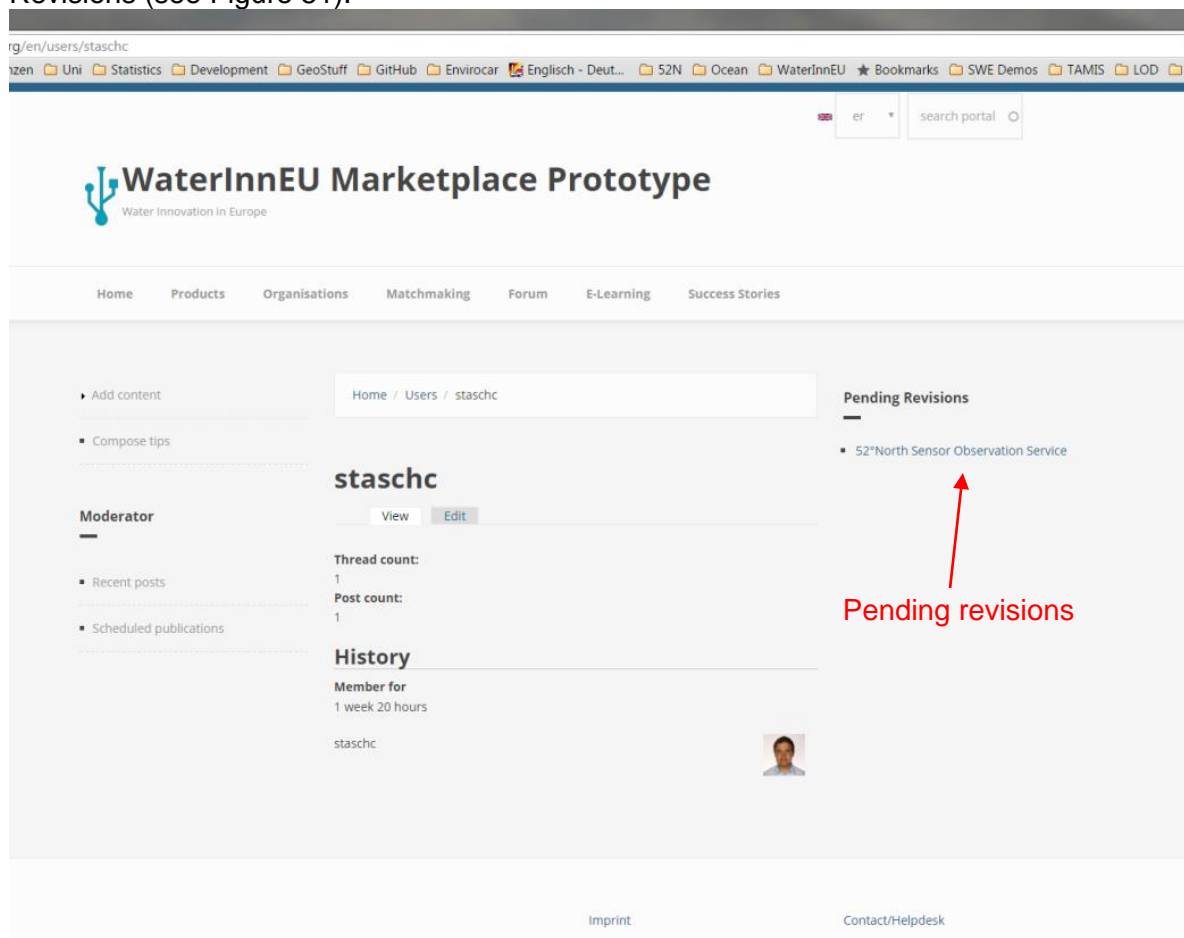 Revisions (see Figure 31).
rg/en/users/staschc
nzen Uni Statistics Development GeoStuff GitHub Envirocar Englisch - Deut... 52N Ocean WaterInnEU Bookmarks SWE Demos TAMIS LOD
er search portal
WaterInnEU Marketplace Prototype
Water Innovation in Europe
Home Products Organisations Matchmaking Forum E-Learning Success Stories
Add content
Compose tips
Moderator
Recent posts
Scheduled publications
Home / Users / staschc
staschc
View Edit
Thread count:
1
Post count:
1
History
Member for
1 week 20 hours
staschc
Pending Revisions
52°North Sensor Observation Service
Pending revisions
Imprint Contact/Helpdesk